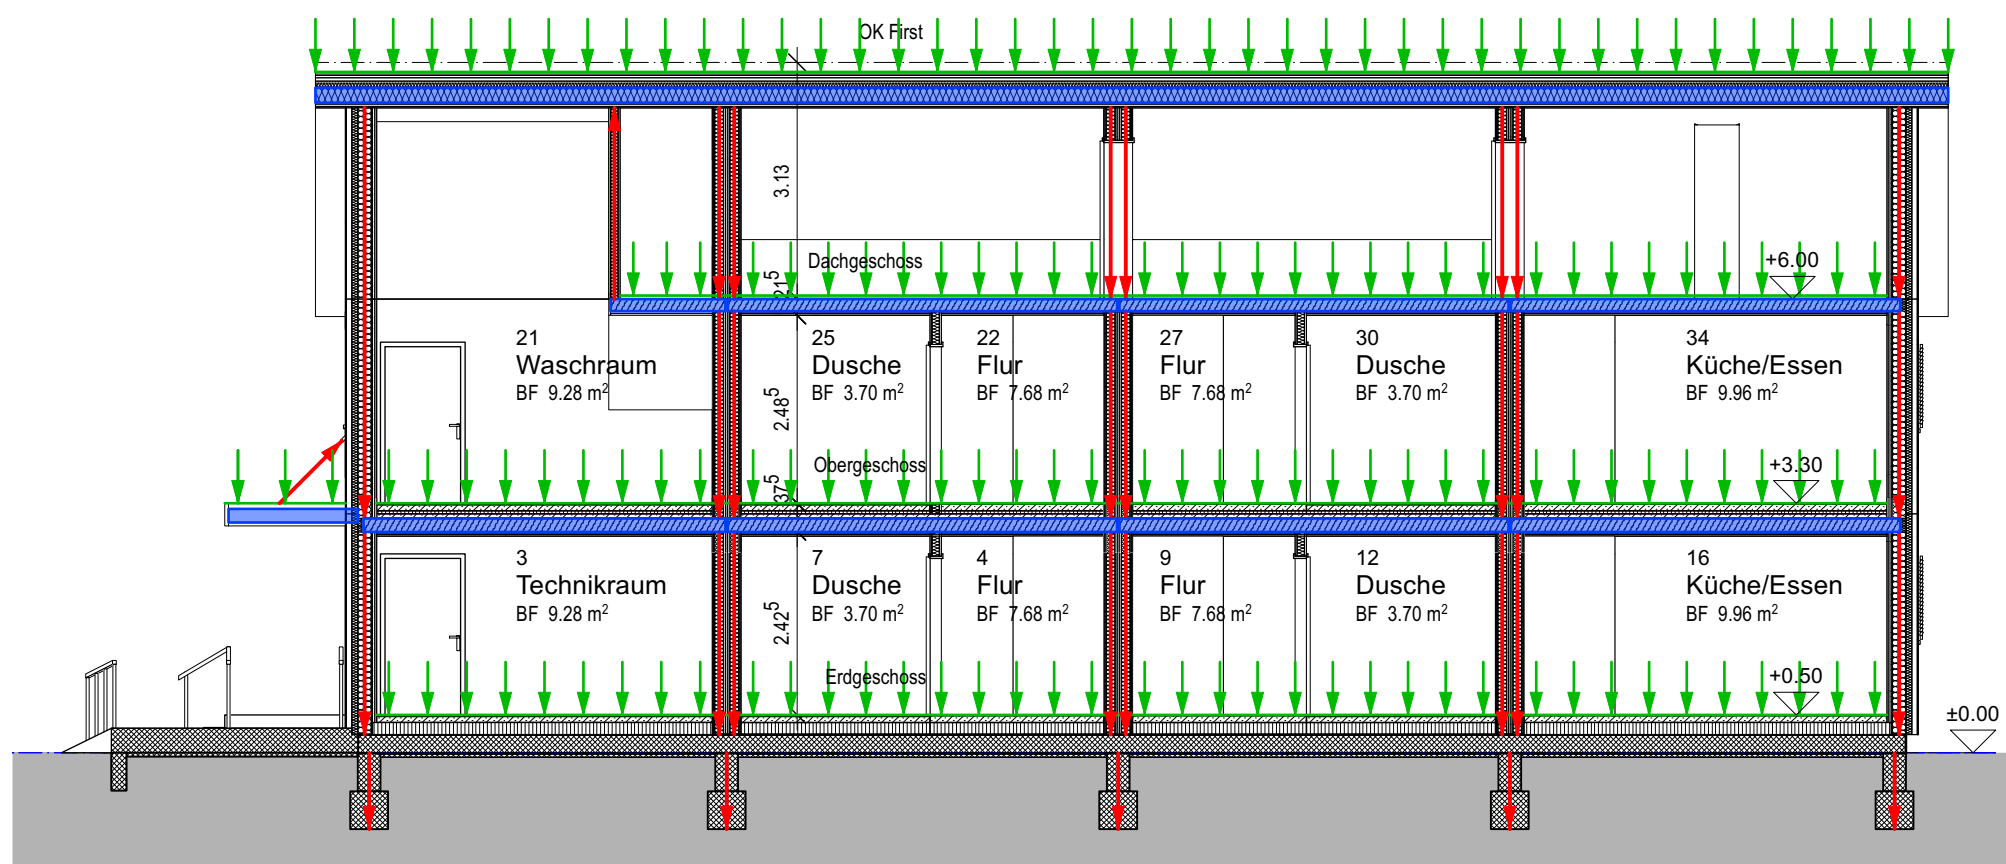 OK First
3.13
Dachgeschoss
+6.00
21⁵
21
Waschraum
BF 9.28 m²
25
Dusche
BF 3.70 m²
22
Flur
BF 7.68 m²
27
Flur
BF 7.68 m²
30
Dusche
BF 3.70 m²
34
Küche/Essen
BF 9.96 m²
2.48⁵
Obergeschoss
+3.30
37⁵
3
Technikraum
BF 9.28 m²
7
Dusche
BF 3.70 m²
4
Flur
BF 7.68 m²
9
Flur
BF 7.68 m²
12
Dusche
BF 3.70 m²
16
Küche/Essen
BF 9.96 m²
2.42⁵
Erdgeschoss
+0.50
±0.00